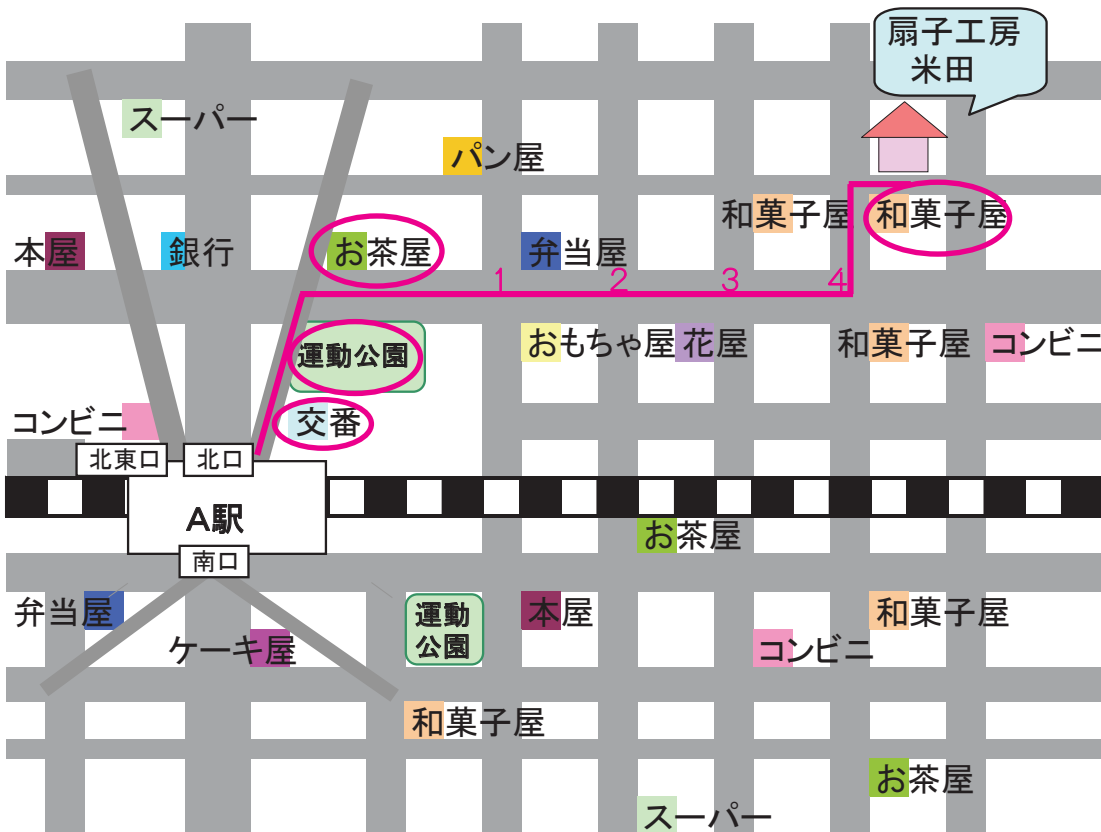 扇子工房
米田
スーパー
パン屋
和菓子屋
和菓子屋
本屋
銀行
お茶屋
弁当屋
1
2
3
4
運動公園
おもちゃ屋
花屋
和菓子屋
コンビニ
コンビニ
交番
北東口
北口
A駅
お茶屋
南口
弁当屋
運動
公園
本屋
和菓子屋
ケーキ屋
コンビニ
和菓子屋
お茶屋
スーパー